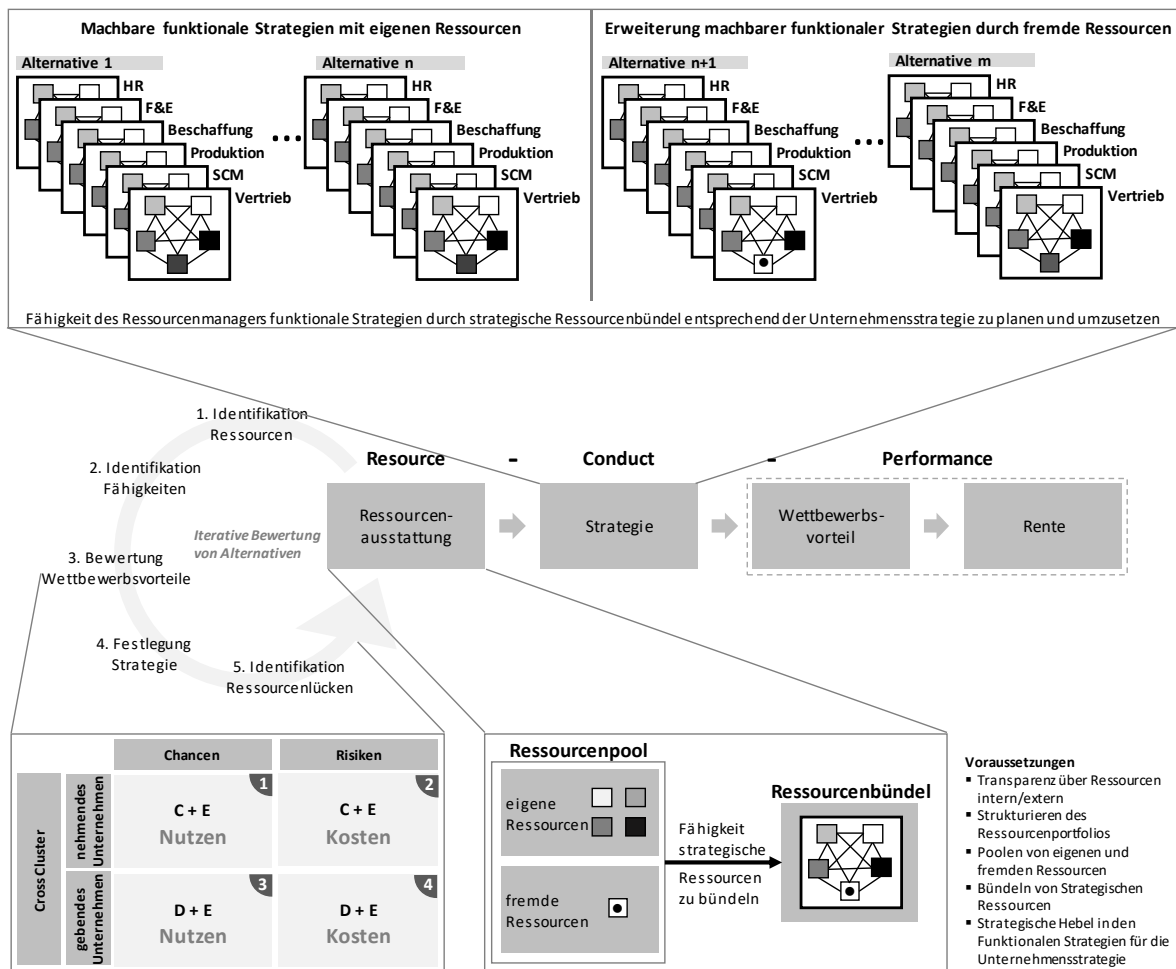 Machbare funktionale Strategien mit eigenen Ressourcen
Alternative 1
HR
F&E
Beschaffung
Produktion
SCM
Vertrieb
...
Alternative n
HR
F&E
Beschaffung
Produktion
SCM
Vertrieb
Erweiterung machbarer funktionaler Strategien durch fremde Ressourcen
Alternative n+1
HR
F&E
Beschaffung
Produktion
SCM
Vertrieb
...
Alternative m
HR
F&E
Beschaffung
Produktion
SCM
Vertrieb
Fähigkeit des Ressourcenmanagers funktionale Strategien durch strategische Ressourcenbündel entsprechend der Unternehmensstrategie zu planen und umzusetzen
1. Identifikation
Ressourcen
2. Identifikation
Fähigkeiten
3. Bewertung
Wettbewerbsvorteile
4. Festlegung
Strategie
5. Identifikation
Ressourcenlücken
Iterative Bewertung
von Alternativen
Resource - Conduct - Performance
Ressourcen-
ausstattung
Strategie
Wettbewerbs-
vorteil
Rente
Chancen
Risiken
Cross Cluster
nehmendes
Unternehmen
1
C + E
Nutzen
2
C + E
Kosten
gebendes
Unternehmen
3
D + E
Nutzen
4
D + E
Kosten
Ressourcenpool
eigene
Ressourcen
fremde
Ressourcen
Fähigkeit
strategische
Ressourcen
zu bündeln
Ressourcenbündel
Voraussetzungen
▪ Transparenz über Ressourcen
intern/extern
▪ Strukturieren des
Ressourcenportfolios
▪ Poolen von eigenen und
fremden Ressourcen
▪ Bündeln von Strategischen
Ressourcen
▪ Strategische Hebel in den
Funktionalen Strategien für die
Unternehmensstrategie